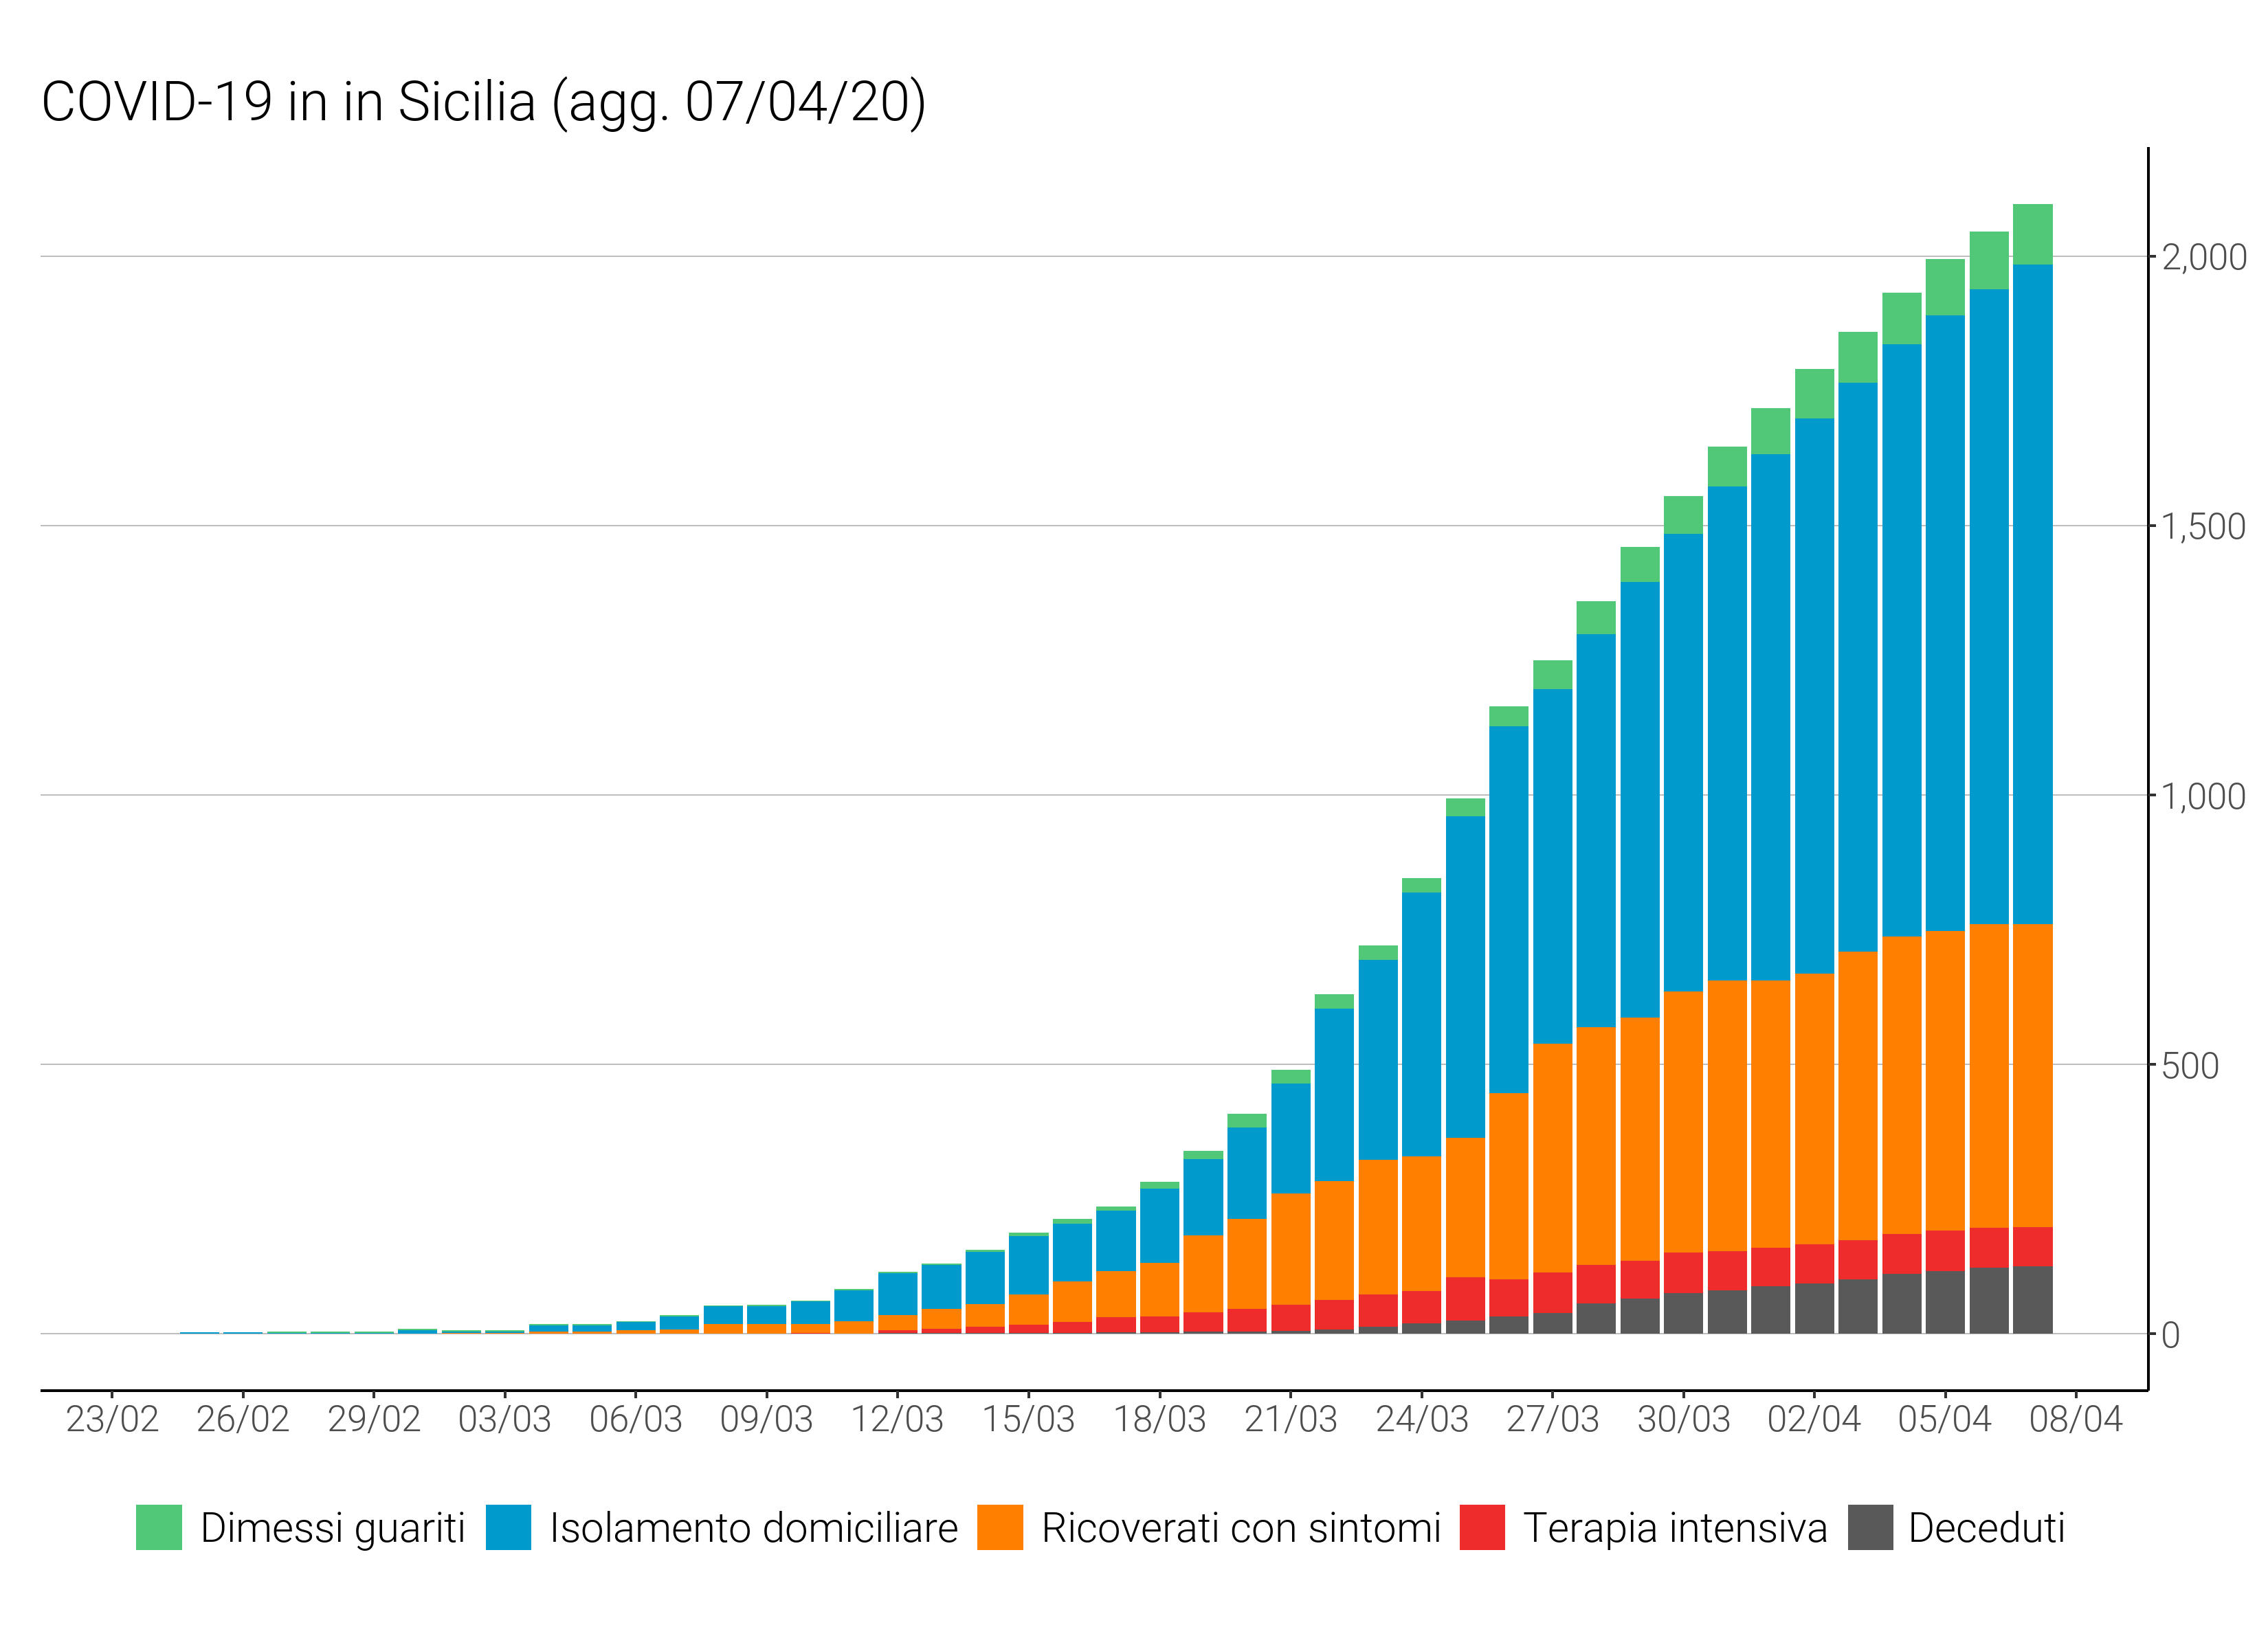 COVID-19 in in Sicilia (agg. 07/04/20)
2,000
1,500
1,000
500
0
23/02 26/02 29/02 03/03 06/03 09/03 12/03 15/03 18/03 21/03 24/03 27/03 30/03 02/04 05/04 08/04
Dimessi guariti Isolamento domiciliare Ricoverati con sintomi Terapia intensiva Deceduti